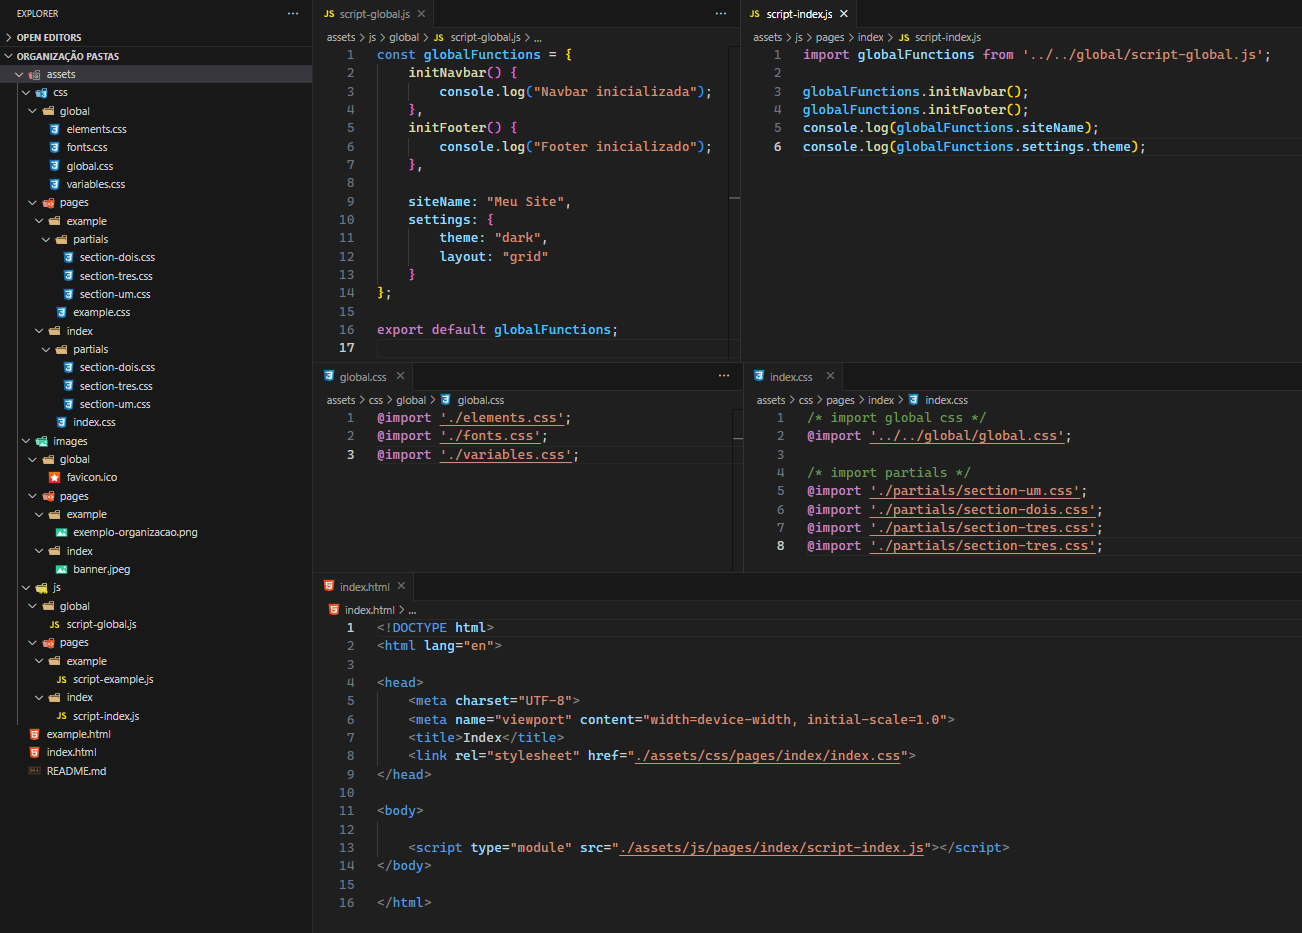 EXPLORER
OPEN EDITORS
ORGANIZAÇÃO PASTAS
assets
css
global
elements.css
fonts.css
global.css
variables.css
pages
example
partials
section-dois.css
section-tres.css
section-um.css
example.css
index
partials
section-dois.css
section-tres.css
section-um.css
index.css
images
global
favicon.ico
pages
example
exemplo-organizacao.png
index
banner.jpeg
js
global
JS script-global.js
pages
example
JS script-example.js
index
JS script-index.js
example.html
index.html
README.md
JS script-global.js
assets > js > global > JS script-global.js > ...
1 const globalFunctions = {
2 initNavbar() {
3 console.log("Navbar inicializada");
4 },
5 initFooter() {
6 console.log("Footer inicializado");
7 },
8
9 siteName: "Meu Site",
10 settings: {
11 theme: "dark",
12 layout: "grid"
13 }
14 };
15
16 export default globalFunctions;
17
JS script-index.js
assets > js > pages > index > JS script-index.js
1 import globalFunctions from '../../global/script-global.js';
2
3 globalFunctions.initNavbar();
4 globalFunctions.initFooter();
5 console.log(globalFunctions.siteName);
6 console.log(globalFunctions.settings.theme);
global.css
assets > css > global > global.css
1 @import './elements.css';
2 @import './fonts.css';
3 @import './variables.css';
index.css
assets > css > pages > index > index.css
1 /* import global css */
2 @import '../../global/global.css';
3
4 /* import partials */
5 @import './partials/section-um.css';
6 @import './partials/section-dois.css';
7 @import './partials/section-tres.css';
8 @import './partials/section-tres.css';
index.html
index.html > ...
1 <!DOCTYPE html>
2 <html lang="en">
3
4 <head>
5 <meta charset="UTF-8">
6 <meta name="viewport" content="width=device-width, initial-scale=1.0">
7 <title>Index</title>
8 <link rel="stylesheet" href="./assets/css/pages/index/index.css">
9 </head>
10
11 <body>
12
13 <script type="module" src="./assets/js/pages/index/script-index.js"></script>
14 </body>
15
16 </html>